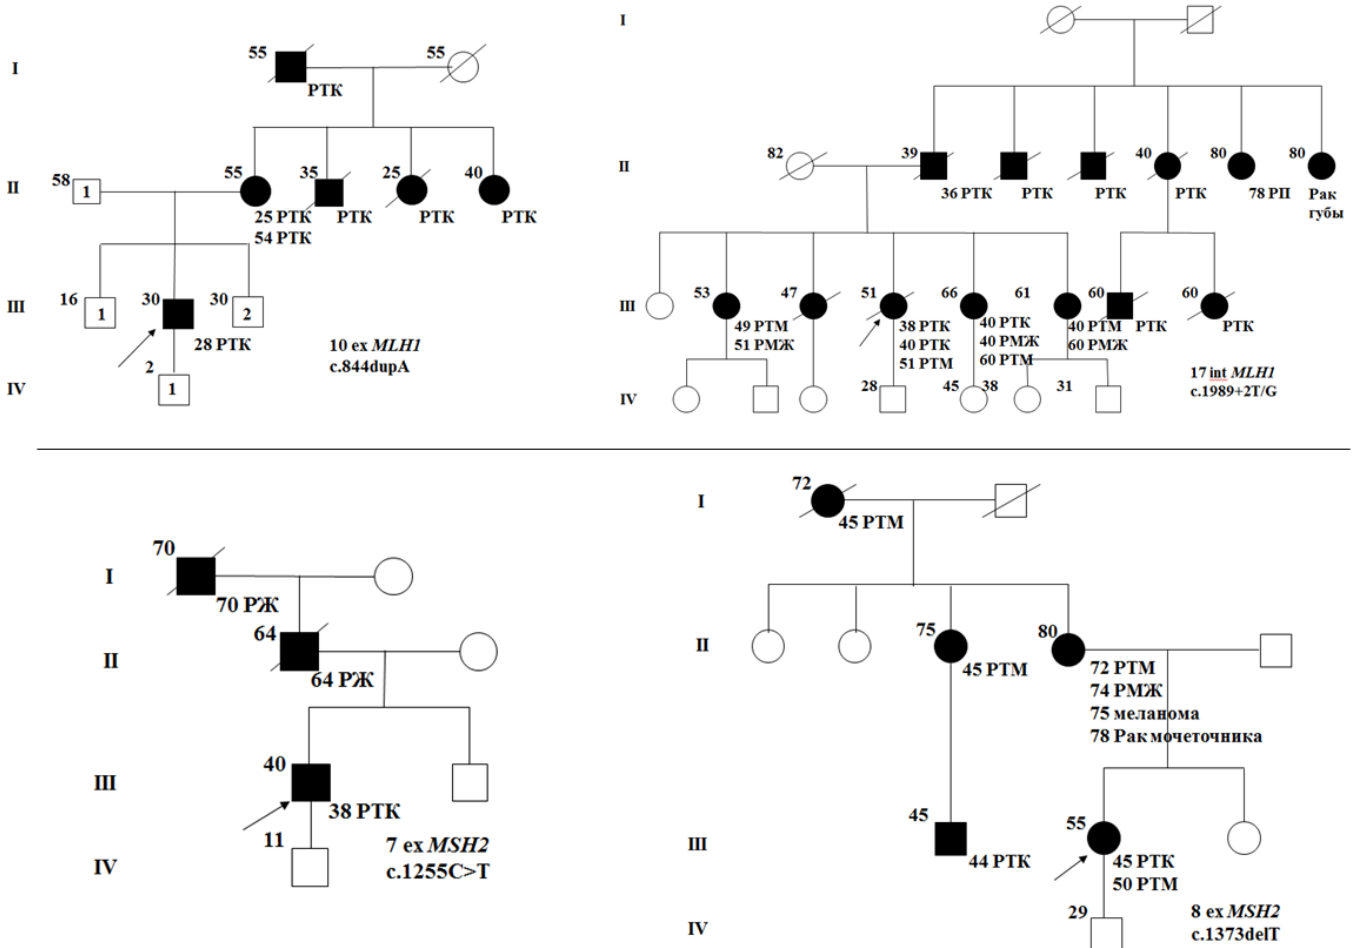 I
55
55
РТК
II
58
1
55
35
25
40
25 РТК
54 РТК
РТК
РТК
РТК
III
16
1
30
30
2
28 РТК
10 ex MLH1
c.844dupA
IV
2
1
I
II
82
39
40
80
80
36 РТК
РТК
РТК
РТК
78 РП
Рак
губы
III
53
47
51
66
61
60
60
49 РТМ
51 РМЖ
38 РТК
40 РТК
51 РТМ
40 РТК
40 РМЖ
60 РТМ
40 РТМ
60 РМЖ
РТК
РТК
17 int MLH1
c.1989+2T/G
IV
28
45
38
31
I
70
70 РЖ
II
64
64 РЖ
III
40
38 РТК
7 ex MSH2
c.1255C>T
IV
11
I
72
45 РТМ
II
75
80
45 РТМ
72 РТМ
74 РМЖ
75 меланома
78 Рак мочеточника
III
45
55
44 РТК
45 РТК
50 РТМ
8 ex MSH2
c.1373delT
IV
29